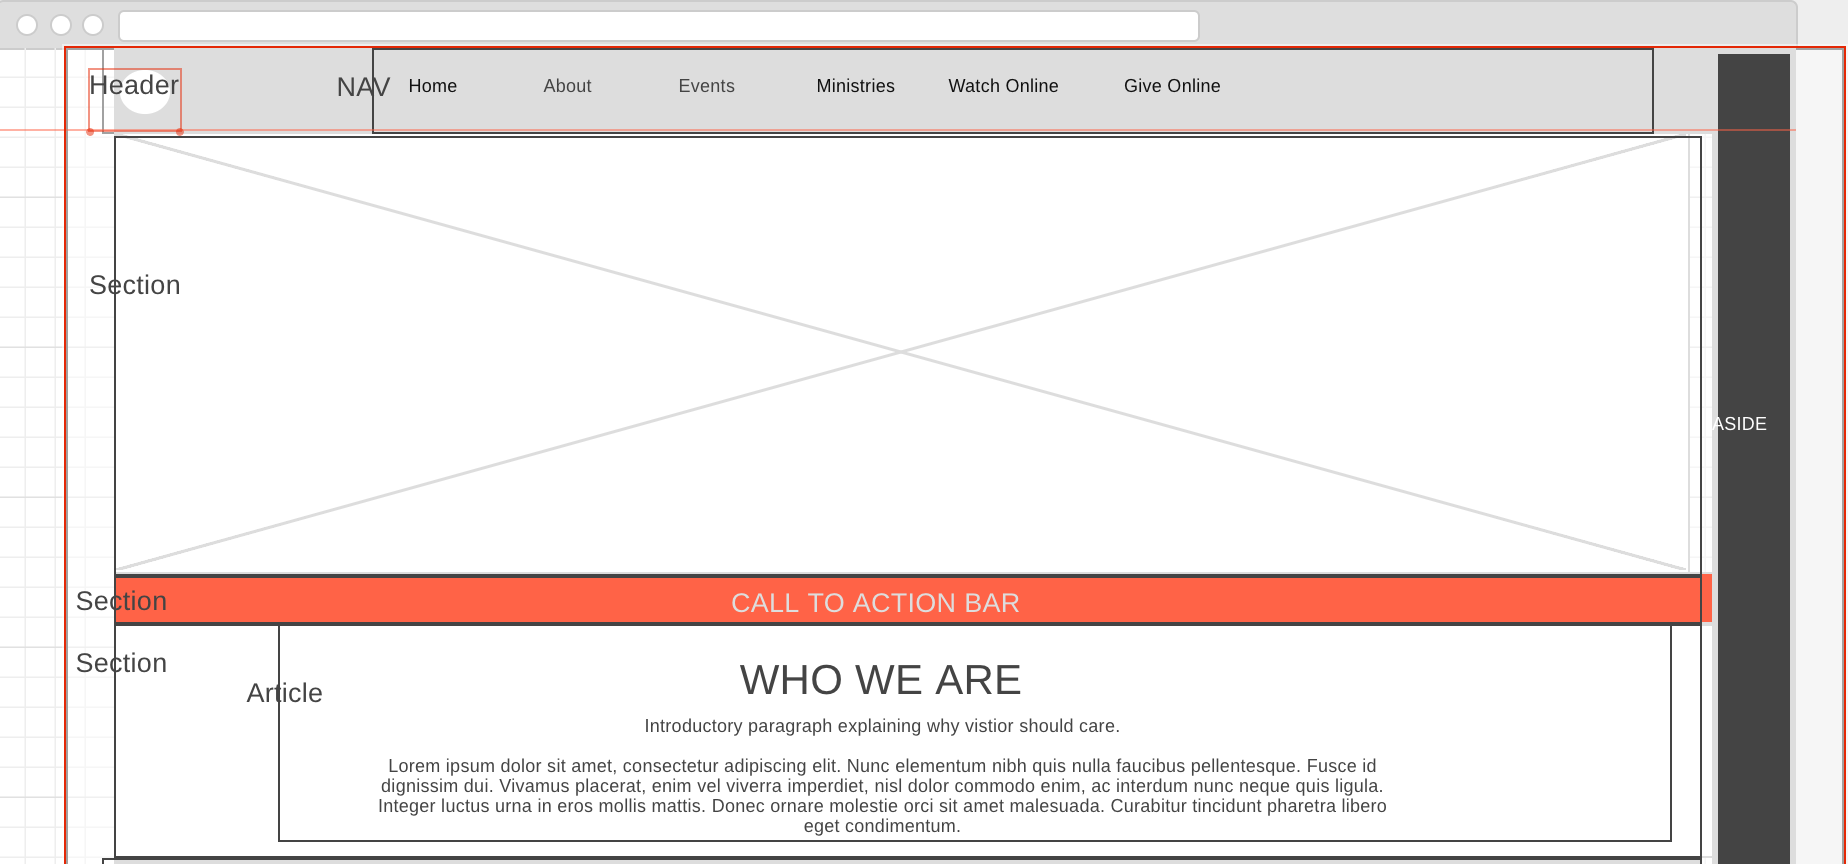 Header
NAV
Home
About
Events
Ministries
Watch Online
Give Online
Section
ASIDE
Section
CALL TO ACTION BAR
Section
Article
WHO WE ARE
Introductory paragraph explaining why vistior should care.
Lorem ipsum dolor sit amet, consectetur adipiscing elit. Nunc elementum nibh quis nulla faucibus pellentesque. Fusce id
dignissim dui. Vivamus placerat, enim vel viverra imperdiet, nisl dolor commodo enim, ac interdum nunc neque quis ligula.
Integer luctus urna in eros mollis mattis. Donec ornare molestie orci sit amet malesuada. Curabitur tincidunt pharetra libero
eget condimentum.